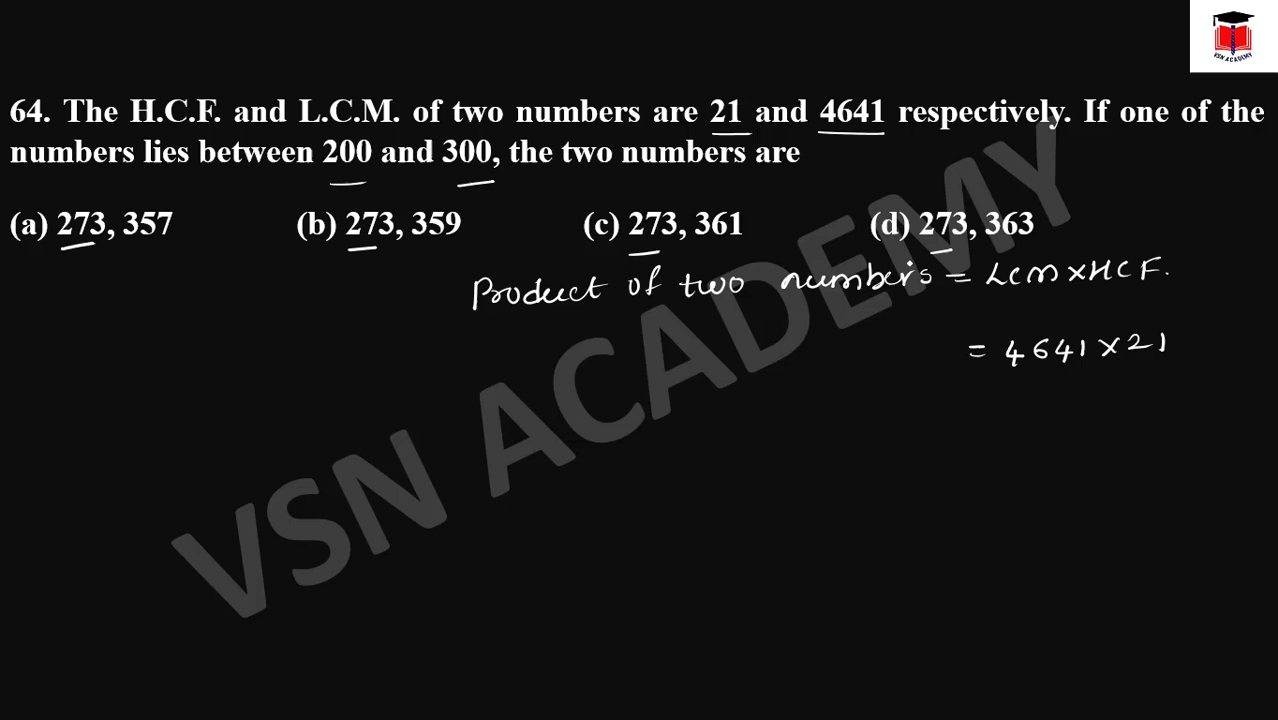 VSN ACADEMY
64. The H.C.F. and L.C.M. of two numbers are 21 and 4641 respectively. If one of the
numbers lies between 200 and 300, the two numbers are
(a) 273, 357 (b) 273, 359 (c) 273, 361 (d) 273, 363
Product of two numbers = LCM×HCF.
= 4641×21
VSN ACADEMY